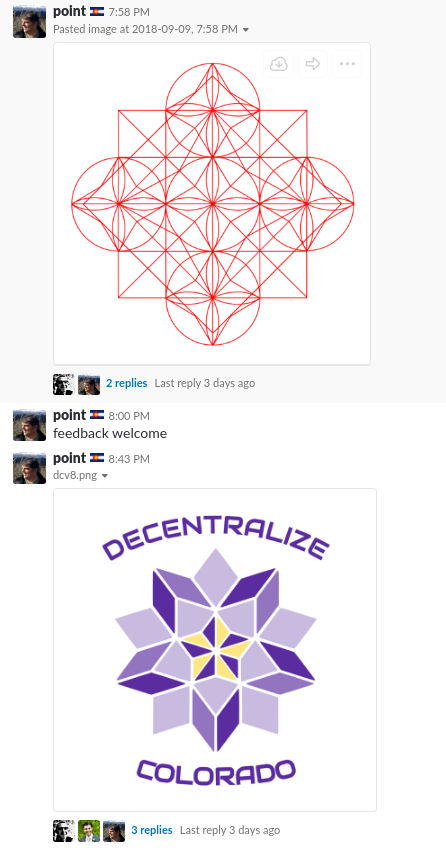 point 7:58 PM
Pasted image at 2018-09-09, 7:58 PM
2 replies Last reply 3 days ago
point 8:00 PM
feedback welcome
point 8:43 PM
dcv8.png
DECENTRALIZE
COLORADO
3 replies Last reply 3 days ago